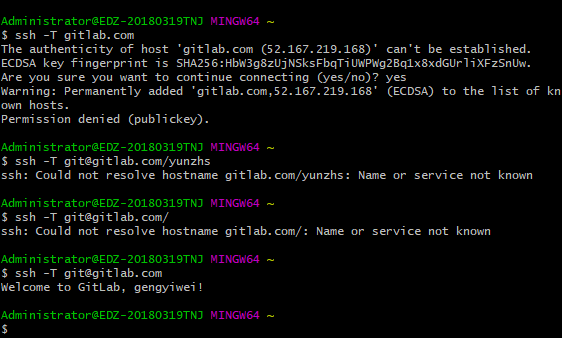 Administrator@EDZ-20180319TNJ MINGW64 ~
$ ssh -T gitlab.com
The authenticity of host 'gitlab.com (52.167.219.168)' can't be established.
ECDSA key fingerprint is SHA256:HbW3g8zUjNSksFbqTiUWPWg2Bq1x8xdGUrliXFzSnUw.
Are you sure you want to continue connecting (yes/no)? yes
Warning: Permanently added 'gitlab.com,52.167.219.168' (ECDSA) to the list of kn
own hosts.
Permission denied (publickey).
Administrator@EDZ-20180319TNJ MINGW64 ~
$ ssh -T git@gitlab.com/yunzhs
ssh: Could not resolve hostname gitlab.com/yunzhs: Name or service not known
Administrator@EDZ-20180319TNJ MINGW64 ~
$ ssh -T git@gitlab.com/
ssh: Could not resolve hostname gitlab.com/: Name or service not known
Administrator@EDZ-20180319TNJ MINGW64 ~
$ ssh -T git@gitlab.com
Welcome to GitLab, gengyiwei!
Administrator@EDZ-20180319TNJ MINGW64 ~
$